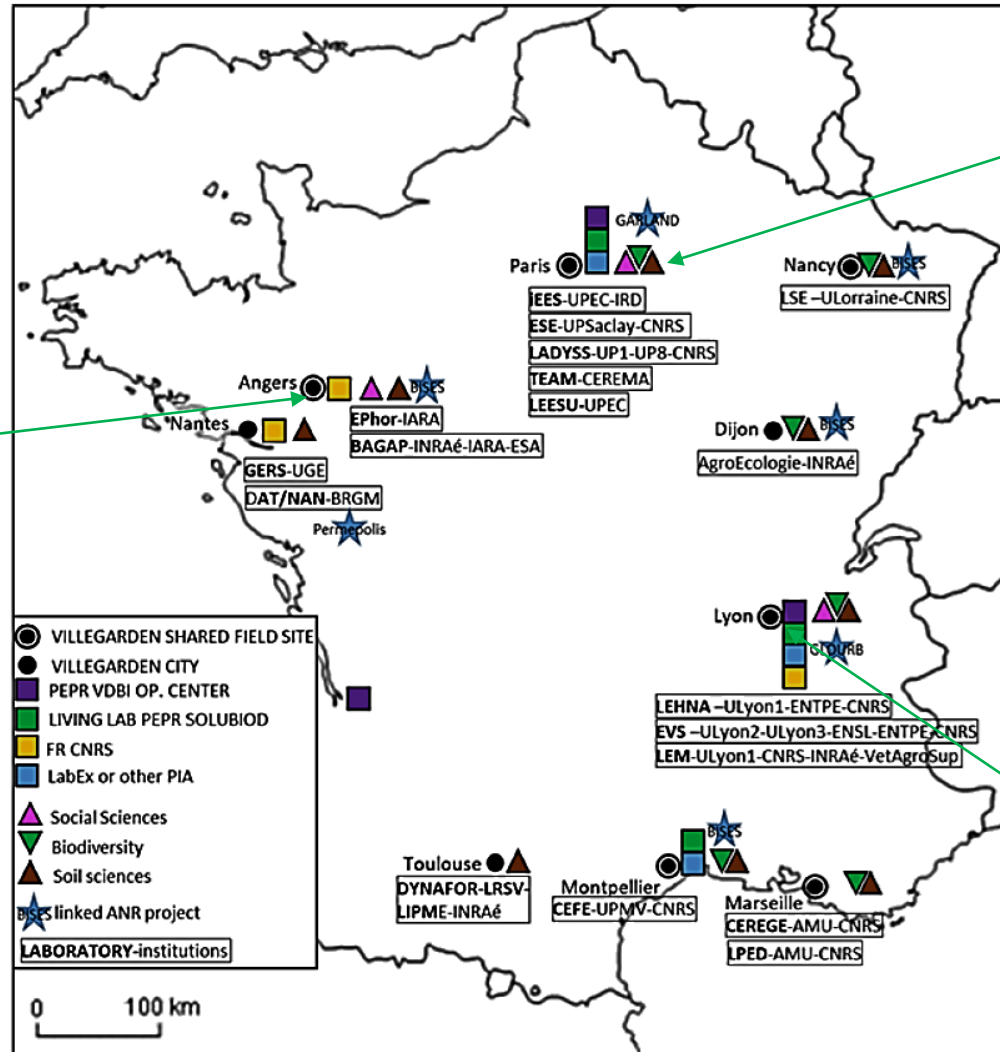 GARLAND
Paris
iEES-UPEC-IRD
ESE-UPSaclay-CNRS
LADYSS-UP1-UP8-CNRS
TEAM-CEREMA
LEESU-UPEC
Nancy
BISES
LSE –ULorraine-CNRS
Angers
BISES
EPhor-IARA
BAGAP-INRAé-IARA-ESA
Nantes
GERS-UGE
DAT/NAN-BRGM
Permepolis
Dijon
BISES
AgroEcologie-INRAé
Lyon
LEHNA –ULyon1-ENTPE-CNRS
EVS –ULyon2-ULyon3-ENSL-ENTPE-CNRS
LEM-ULyon1-CNRS-INRAé-VetAgroSup
VILLEGARDEN SHARED FIELD SITE
VILLEGARDEN CITY
PEPR VDBI OP. CENTER
LIVING LAB PEPR SOLUBIOD
FR CNRS
LabEx or other PIA
Social Sciences
Biodiversity
Soil sciences
BISES linked ANR project
LABORATORY-institutions
0 100 km
Toulouse
DYNAFOR-LRSV-
LIPME-INRAé
BISES
Montpellier
CEFE-UPMV-CNRS
Marseille
CEREGE-AMU-CNRS
LPED-AMU-CNRS